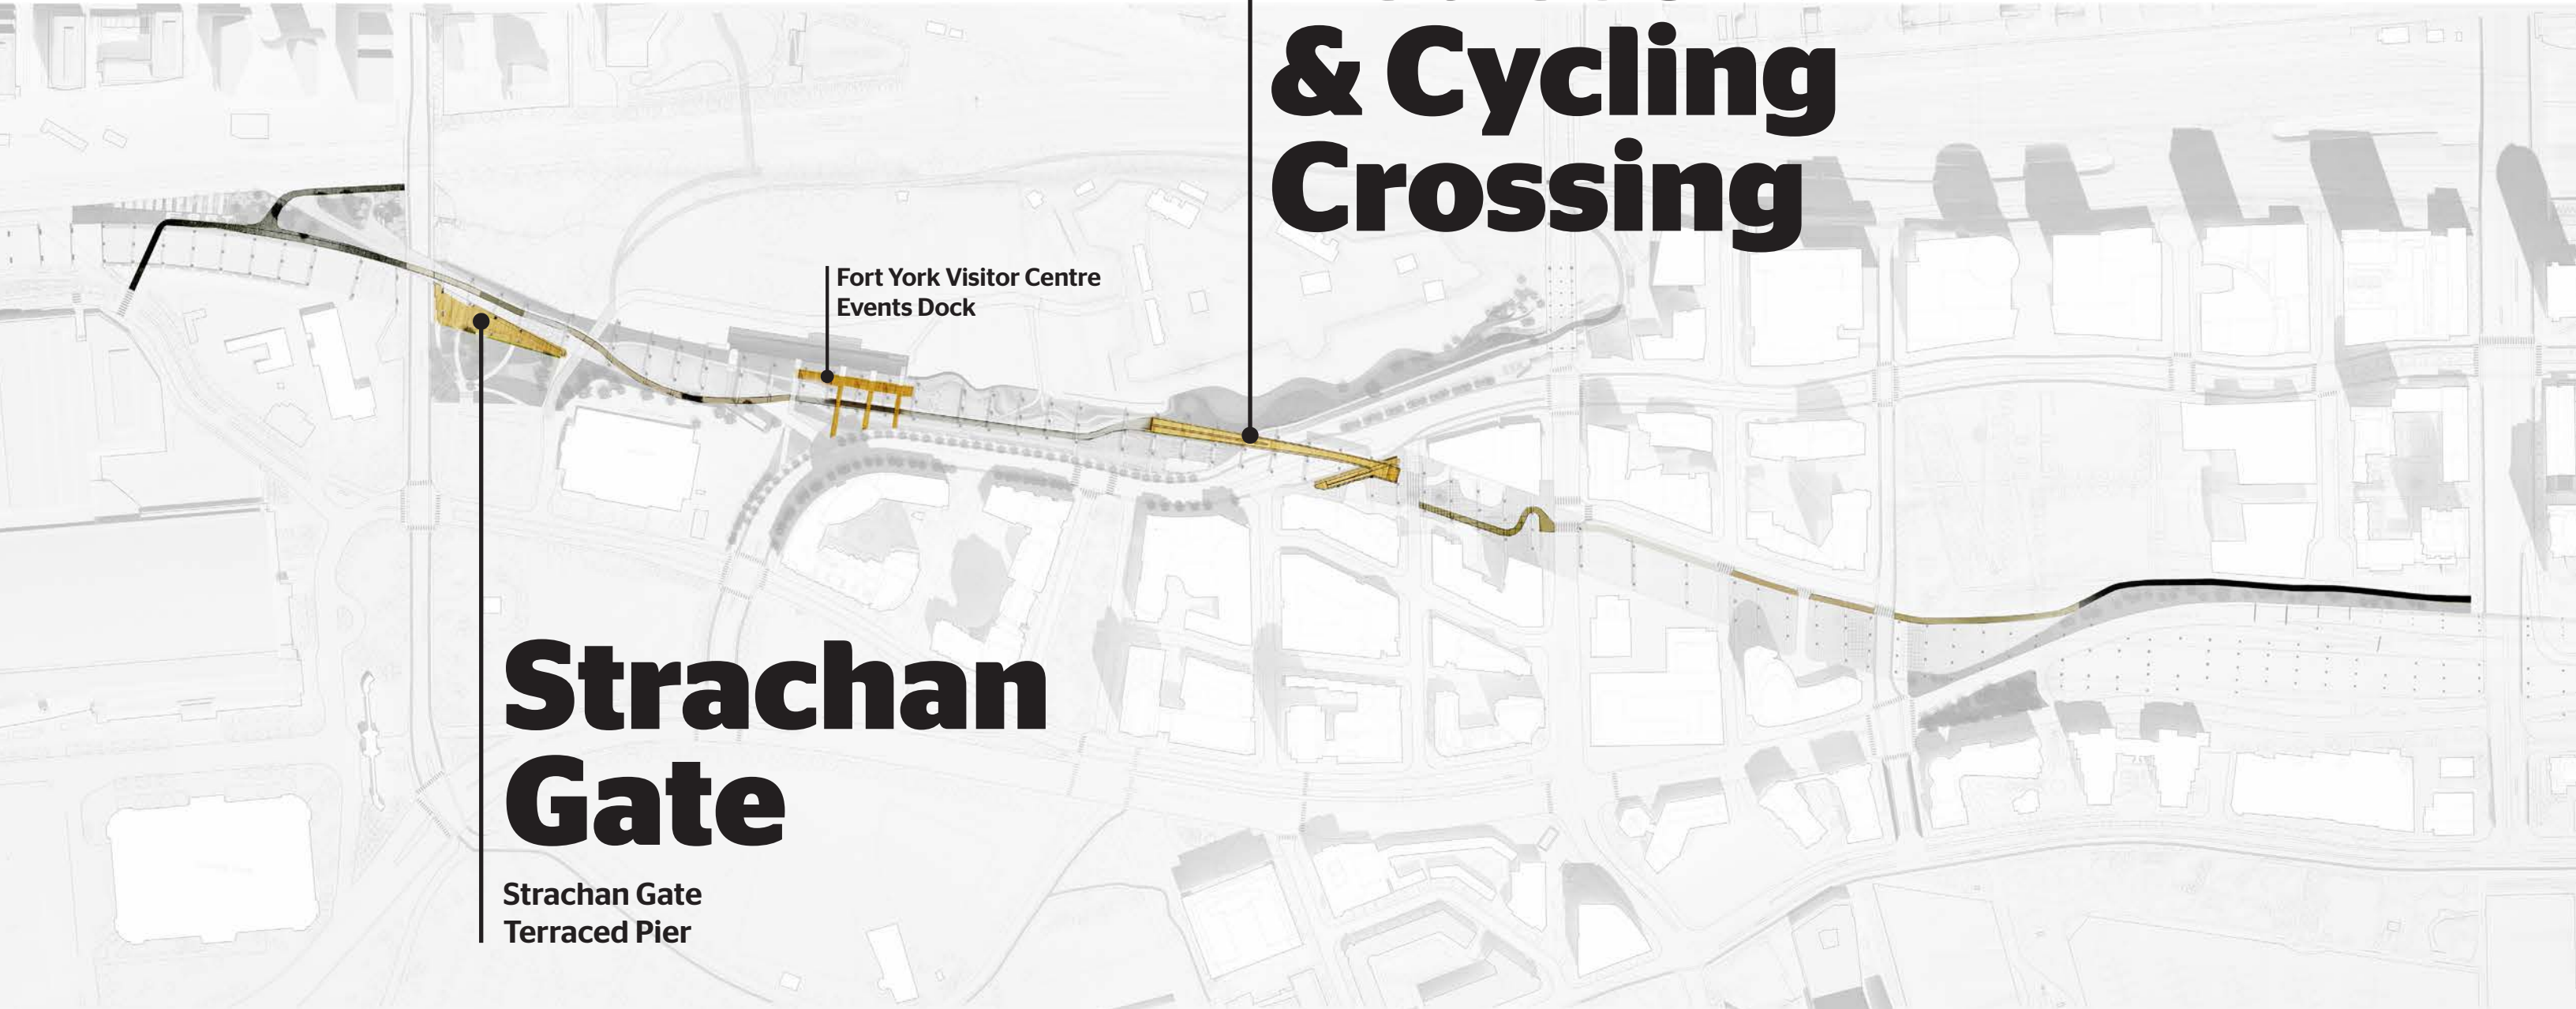 & Cycling
Crossing
Fort York Visitor Centre
Events Dock
Strachan
Gate
Strachan Gate
Terraced Pier